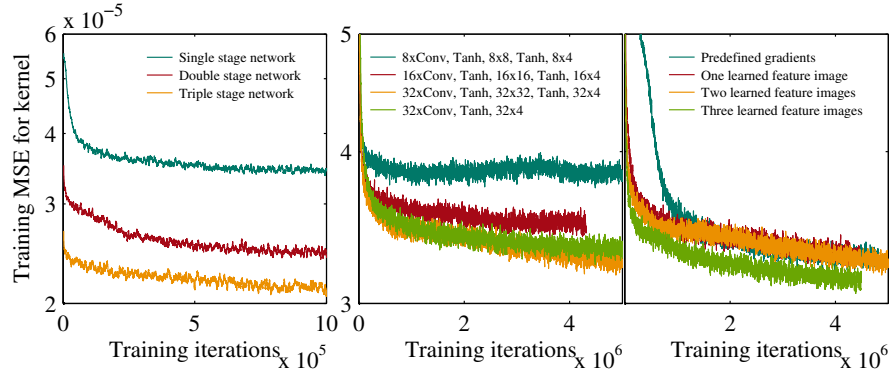 6 x 10-5
5
4
3
2
Training MSE for kernel
Single stage network
Double stage network
Triple stage network
0
5
10
Training iterations x 10^5
5
4
3
8xConv, Tanh, 8x8, Tanh, 8x4
16xConv, Tanh, 16x16, Tanh, 16x4
32xConv, Tanh, 32x32, Tanh, 32x4
32xConv, Tanh, 32x4
0
2
4
Training iterations x 10^6
Predefined gradients
One learned feature image
Two learned feature images
Three learned feature images
2
4
Training iterations x 10^6